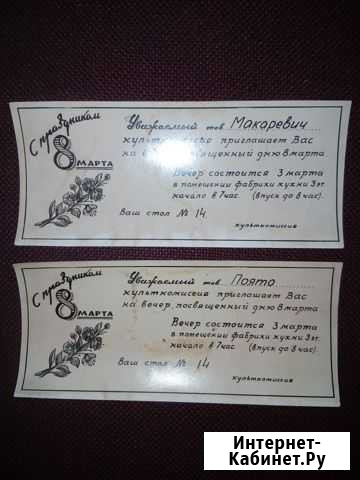 С праздником
8
МАРТА
Уважаемый тов Макаревич
культкомиссия приглашает Вас
на вечер, посвященный дню 8 марта
Вечер состоится 3 марта
в помещении фабрики кухни 3 эт.
начало в 7 час. (впуск до 8 час).
Ваш стол № 14
культкомиссия
С праздником
8
МАРТА
Уважаемый тов. Поято
культкомиссия приглашает Вас
на вечер, посвященный дню 8 марта
Вечер состоится 3 марта
в помещении фабрики кухни 3 эт.
начало в 7 час (впуск до 8 час).
Ваш стол № 14
культкомиссия
Интернет-
Кабинет.Ру